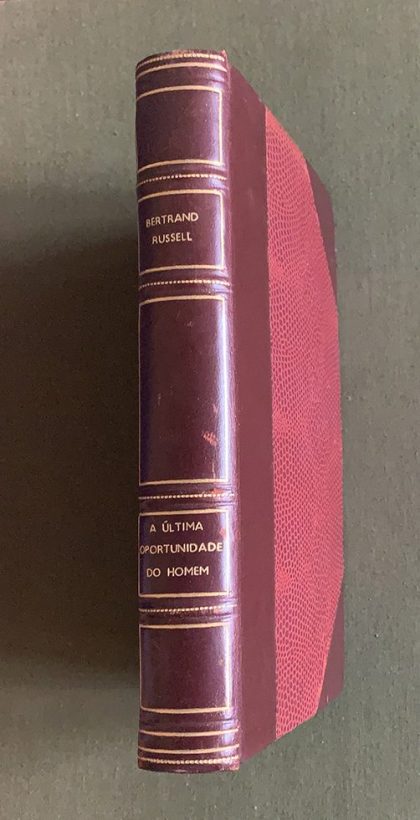 BERTRAND
RUSSELL
A ÚLTIMA
OPORTUNIDADE
DO HOMEM